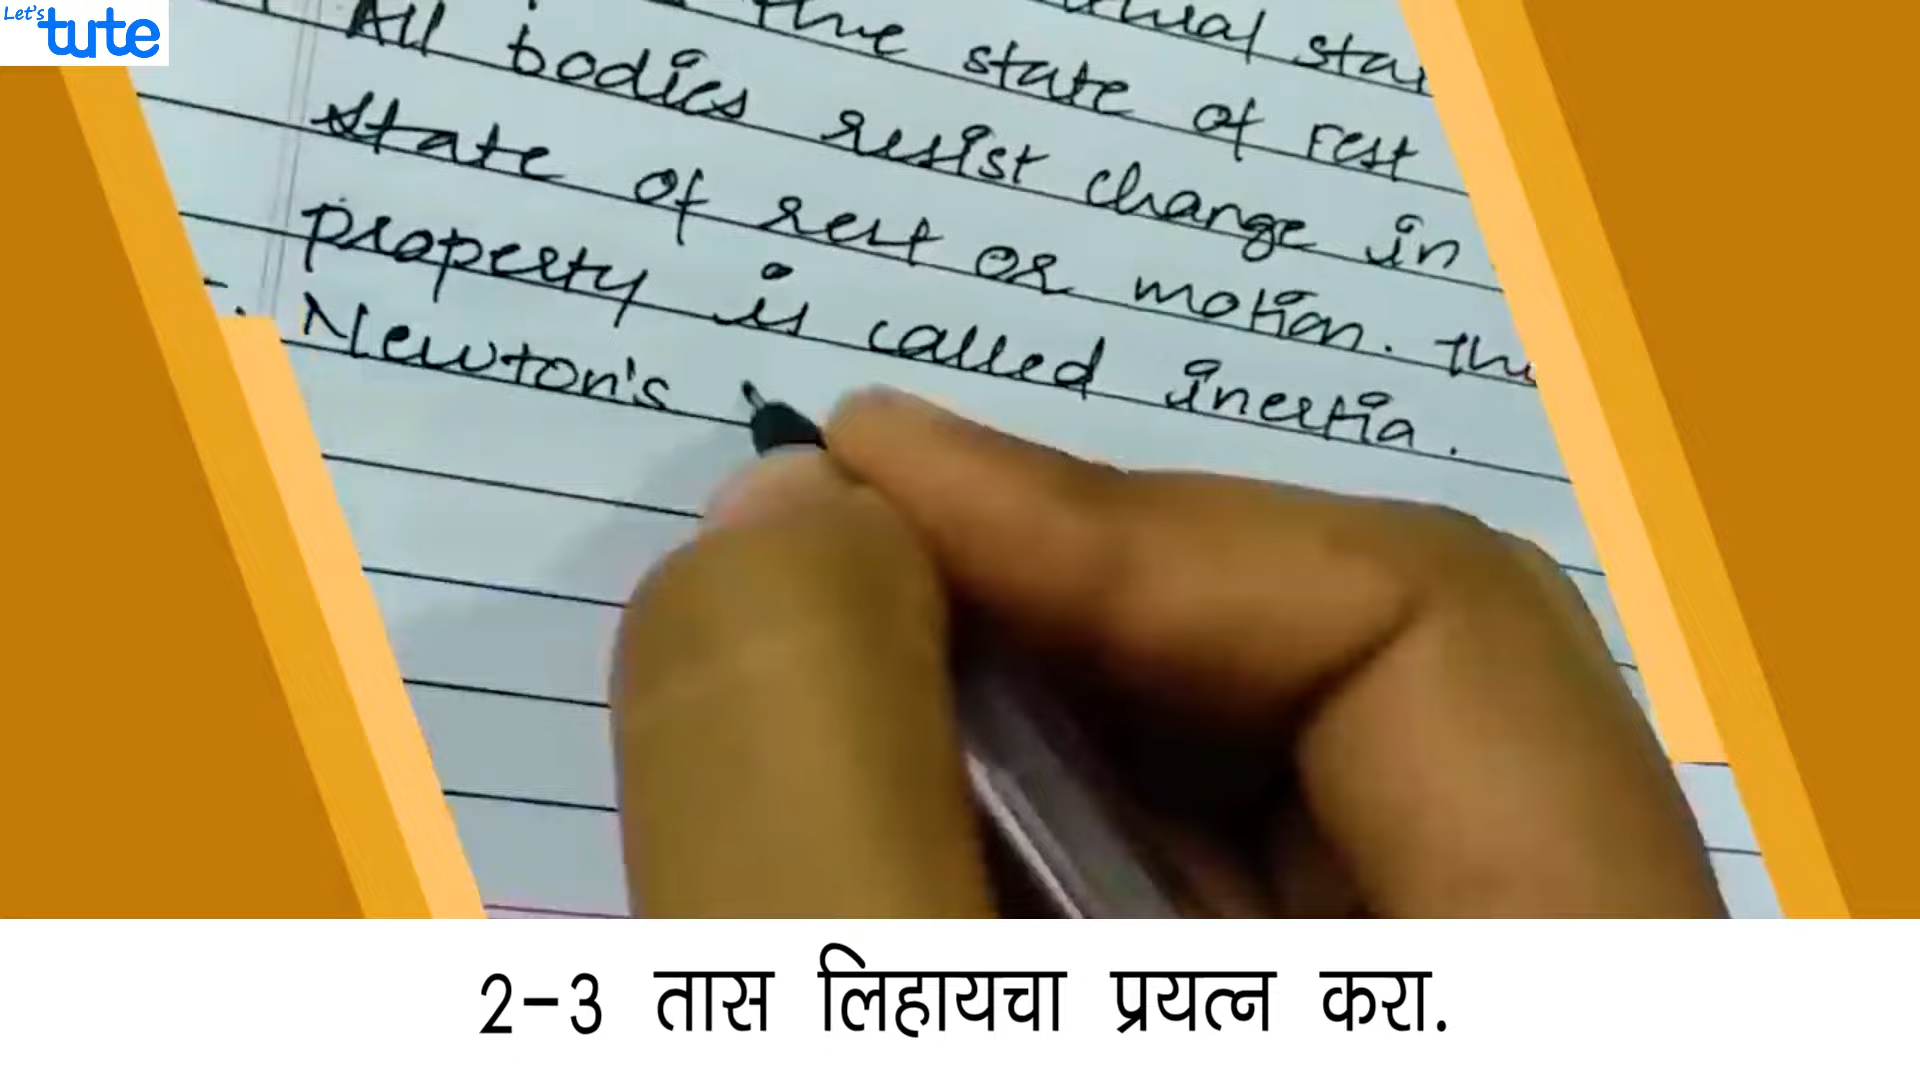 Let's
tute
the state of rest
All bodies resist change in
state of rest or motion.
property is called inertia.
Newton's
2-3 तास लिहायचा प्रयत्न करा.